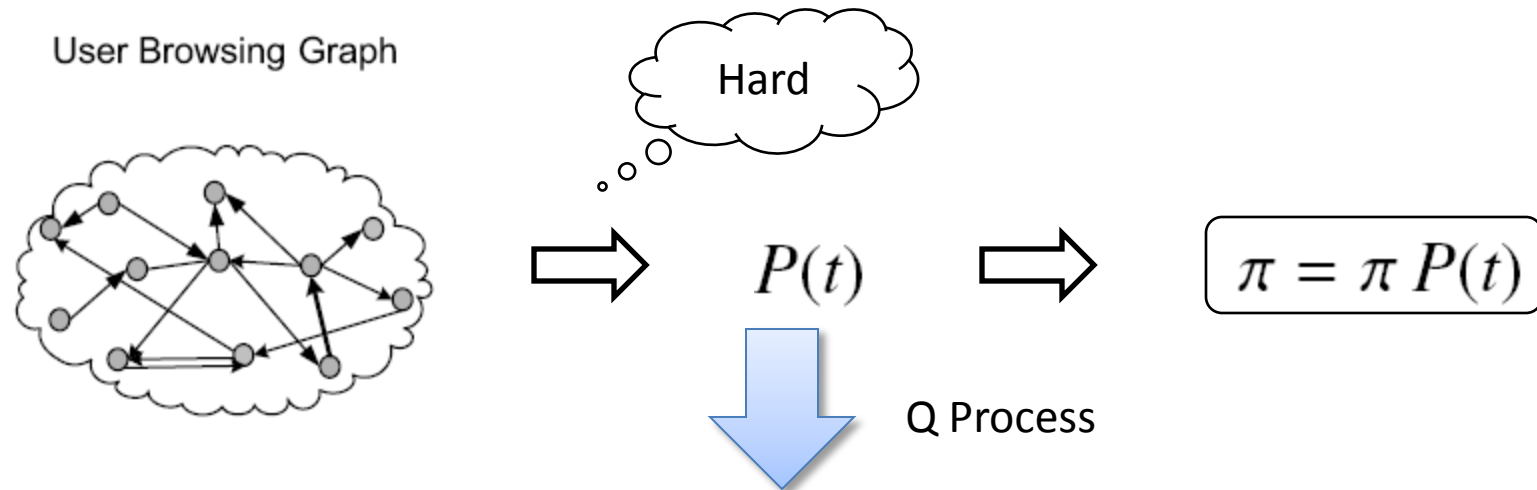 User Browsing Graph
Hard
P(t)
π = π P(t)
Q Process